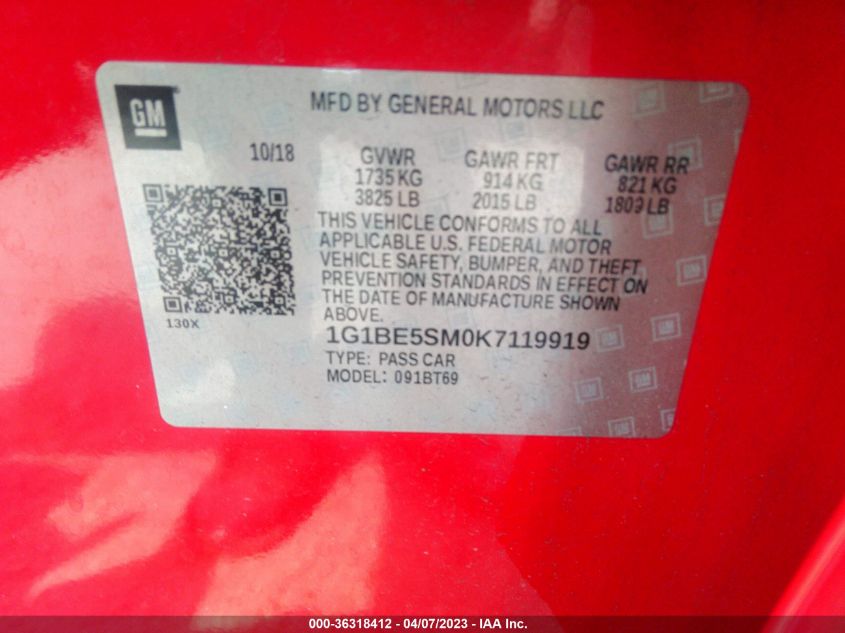 GM
MFD BY GENERAL MOTORS LLC
10/18 GVWR GAWR FRT GAWR RR
1735 KG 914 KG 821 KG
3825 LB 2015 LB 1809 LB
THIS VEHICLE CONFORMS TO ALL
APPLICABLE U.S. FEDERAL MOTOR
VEHICLE SAFETY, BUMPER, AND THEFT
PREVENTION STANDARDS IN EFFECT ON
THE DATE OF MANUFACTURE SHOWN
ABOVE.
130X
1G1BE5SM0K7119919
TYPE: PASS CAR
MODEL: 091BT69
000-36318412 - 04/07/2023 - IAA Inc.